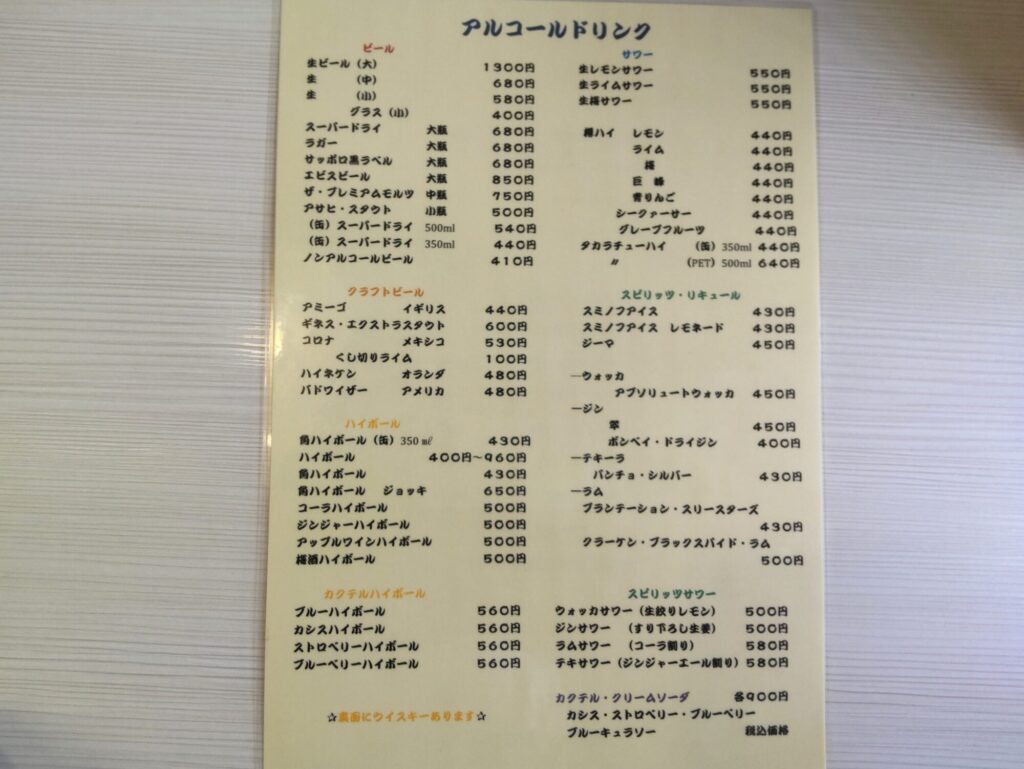 アルコールドリンク
ビール
生ビール（大） 1300円
生 （中） 680円
生 （小） 580円
グラス（小） 400円
スーパードライ 大瓶 680円
ラガー 大瓶 680円
サッポロ黒ラベル 大瓶 680円
エビスビール 大瓶 850円
ザ・プレミアムモルツ 中瓶 750円
アサヒ・スタウト 小瓶 500円
（缶）スーパードライ 500ml 540円
（缶）スーパードライ 350ml 440円
ノンアルコールビール 410円
クラフトビール
アミーゴ イギリス 440円
ギネス・エクストラスタウト 600円
コロナ メキシコ 530円
くし切りライム 100円
ハイネケン オランダ 480円
バドワイザー アメリカ 480円
ハイボール
角ハイボール（缶）350㎖ 430円
ハイボール 400円～960円
角ハイボール 430円
角ハイボール ジョッキ 650円
コーラハイボール 500円
ジンジャーハイボール 500円
アップルワインハイボール 500円
梅酒ハイボール 500円
カクテルハイボール
ブルーハイボール 560円
カシスハイボール 560円
ストロベリーハイボール 560円
ブルーベリーハイボール 560円
☆裏面にウイスキーあります☆
サワー
生レモンサワー 550円
生ライムサワー 550円
生梅サワー 550円
樽ハイ レモン 440円
ライム 440円
梅 440円
巨峰 440円
青りんご 440円
シークァーサー 440円
グレープフルーツ 440円
タカラチューハイ （缶）350ml 440円
〃 （PET）500ml 640円
スピリッツ・リキュール
スミノフアイス 430円
スミノフアイス レモネード 430円
ジーマ 450円
―ウォッカ
アブソリュートウォッカ 450円
―ジン
翠 450円
ボンベイ・ドライジン 400円
―テキーラ
パンチョ・シルバー 430円
―ラム
プランテーション・スリースターズ
430円
クラーケン・ブラックスパイド・ラム
500円
スピリッツサワー
ウォッカサワー（生絞りレモン） 500円
ジンサワー （すり下ろし生姜） 500円
ラムサワー （コーラ割り） 580円
テキサワー（ジンジャーエール割り） 580円
カクテル・クリームソーダ 各900円
カシス・ストロベリー・ブルーベリー
ブルーキュラソー 税込価格